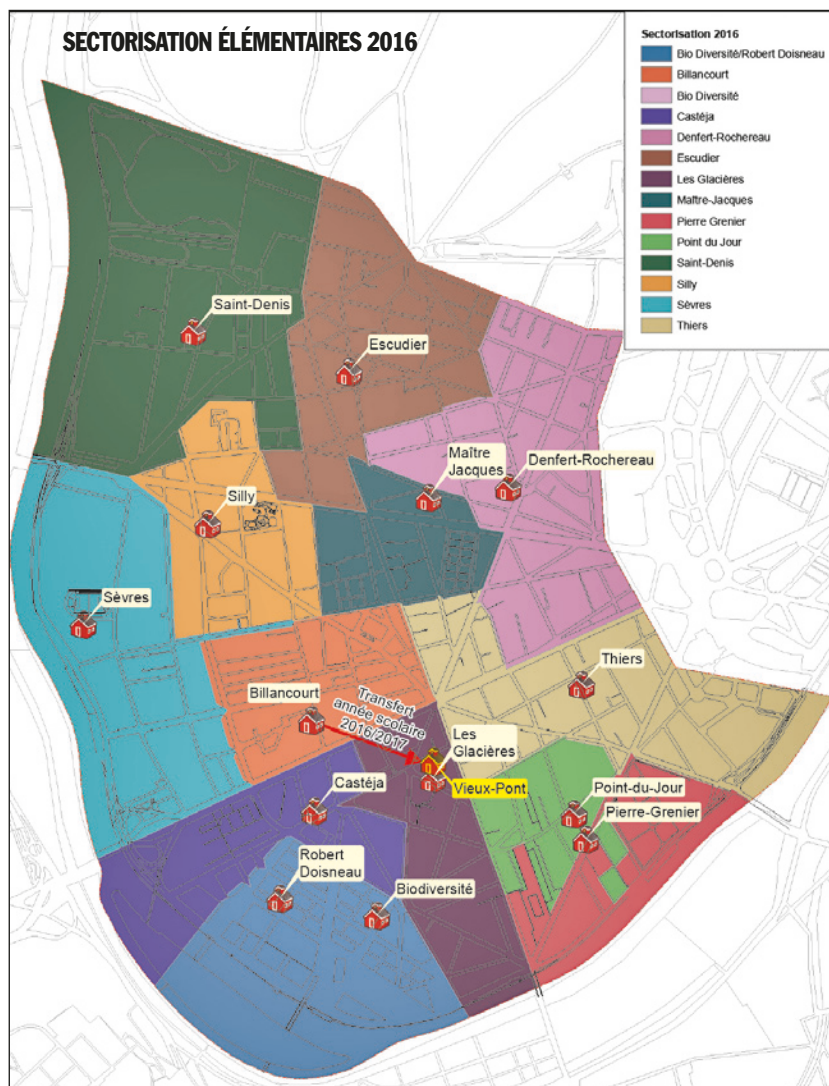 SECTORISATION ÉLÉMENTAIRES 2016
Sectorisation 2016
Bio Diversité/Robert Doisneau
Billancourt
Bio Diversité
Castéja
Denfert-Rochereau
Escudier
Les Glacières
Maître-Jacques
Pierre Grenier
Point du Jour
Saint-Denis
Silly
Sèvres
Thiers
Saint-Denis
Escudier
Maître
Jacques
Denfert-Rochereau
Silly
Sèvres
Thiers
Billancourt
Transfert
année scolaire
2016/2017
Les
Glacières
Vieux-Pont
Castéja
Point-du-Jour
Pierre-Grenier
Robert
Doisneau
Biodiversité